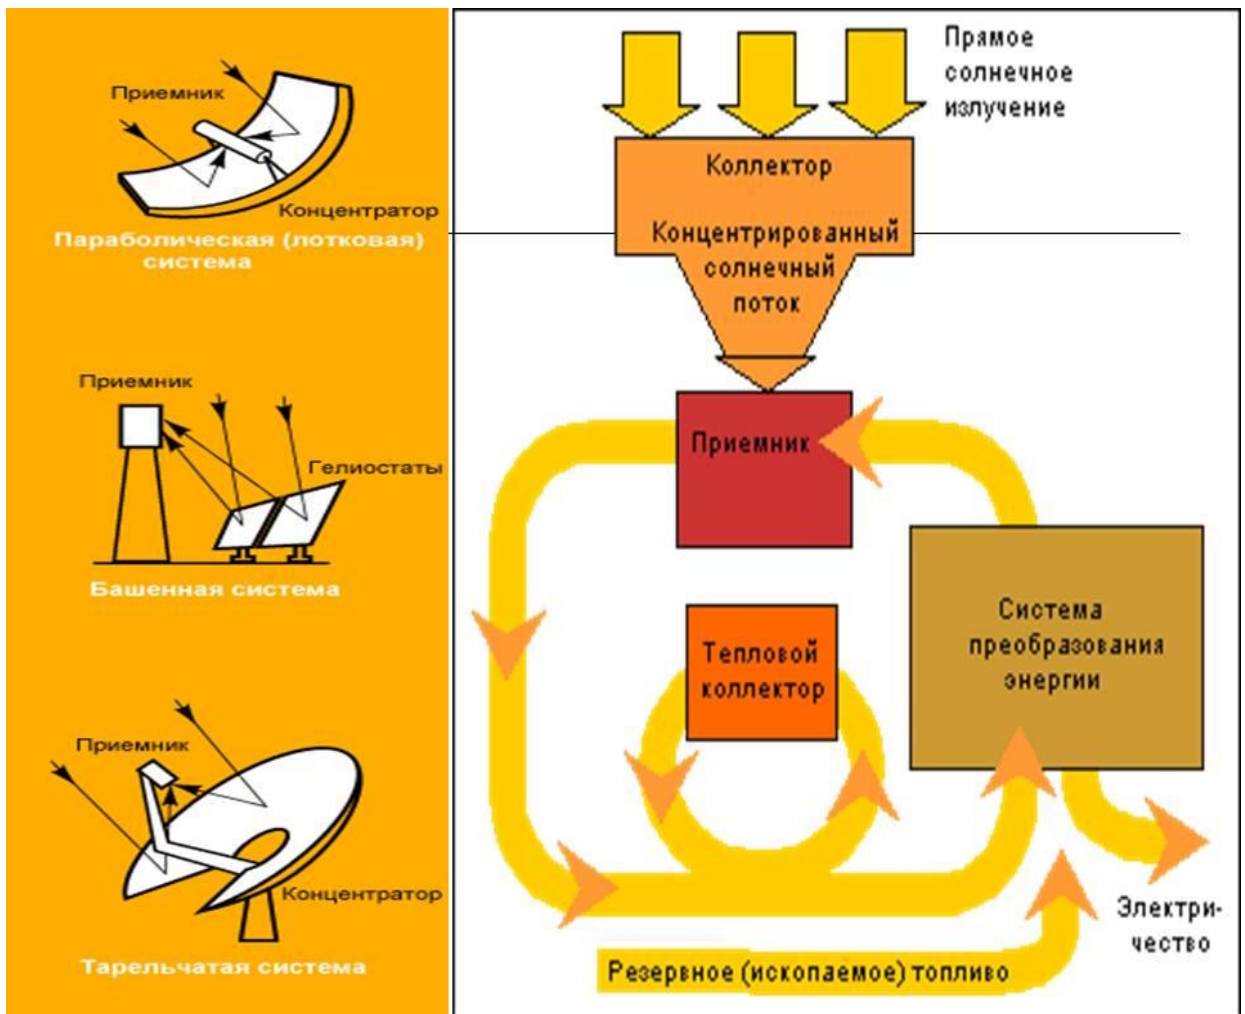 Приемник
Концентратор
Параболическая (лотковая)
система
Приемник
Гелиостаты
Башенная система
Приемник
Концентратор
Тарельчатая система
Прямое
солнечное
излучение
Коллектор
Концентрированный
солнечный
поток
Приемник
Тепловой
коллектор
Система
преобразования
энергии
Электри-
чество
Резервное (ископаемое) топливо